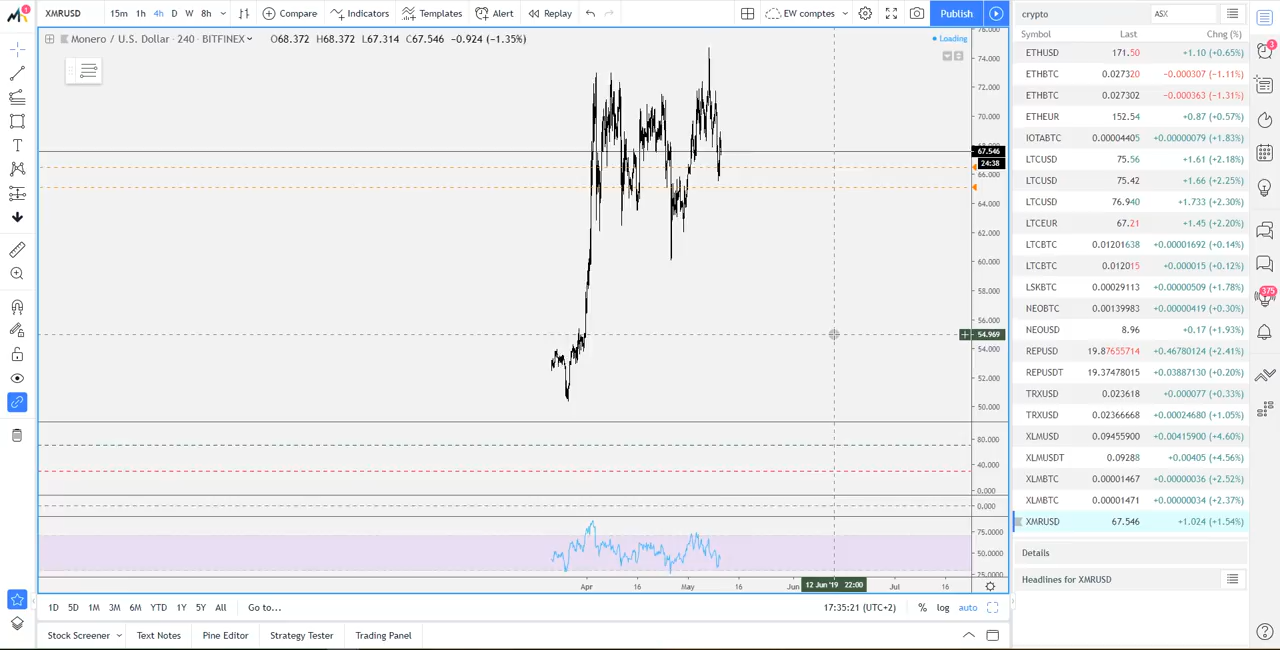 1
XMRUSD 15m 1h 4h D W 8h Compare Indicators Templates Alert Replay EW comptes Publish
Monero / U.S. Dollar · 240 · BITFINEX O68.372 H68.372 L67.314 C67.546 −0.924 (−1.35%)
Loading
76.000
74.000
72.000
70.000
67.546
24:38
66.000
64.000
62.000
60.000
58.000
56.000
54.969
54.000
52.000
50.000
80.000
40.000
0.000
0.000
75.0000
50.0000
25.0000
Apr 16 May 16 Jun 12 Jun '19 22:00 Jul 16
1D 5D 1M 3M 6M YTD 1Y 5Y All Go to... 17:35:21 (UTC+2) % log auto
Stock Screener Text Notes Pine Editor Strategy Tester Trading Panel
crypto ASX
Symbol Last Chng (%)
ETHUSD 171.50 +1.10 (+0.65%)
ETHBTC 0.027320 −0.000307 (−1.11%)
ETHBTC 0.027302 −0.000363 (−1.31%)
ETHEUR 152.54 +0.87 (+0.57%)
IOTABTC 0.00004405 +0.00000079 (+1.83%)
LTCUSD 75.56 +1.61 (+2.18%)
LTCUSD 75.42 +1.66 (+2.25%)
LTCUSD 76.940 +1.733 (+2.30%)
LTCEUR 67.21 +1.45 (+2.20%)
LTCBTC 0.01201638 +0.00001692 (+0.14%)
LTCBTC 0.012015 +0.000015 (+0.12%)
LSKBTC 0.00029113 +0.00000509 (+1.78%)
NEOBTC 0.00139983 +0.00000419 (+0.30%)
NEOUSD 8.96 +0.17 (+1.93%)
REPUSD 19.87655714 +0.46780124 (+2.41%)
REPUSDT 19.37478015 +0.03887130 (+0.20%)
TRXUSD 0.023618 +0.000077 (+0.33%)
TRXUSD 0.02366668 +0.00024680 (+1.05%)
XLMUSD 0.09455900 +0.00415900 (+4.60%)
XLMUSDT 0.09288 +0.00405 (+4.56%)
XLMBTC 0.00001467 +0.00000036 (+2.52%)
XLMBTC 0.00001471 +0.00000034 (+2.37%)
XMRUSD 67.546 +1.024 (+1.54%)
Details
Headlines for XMRUSD
3
375